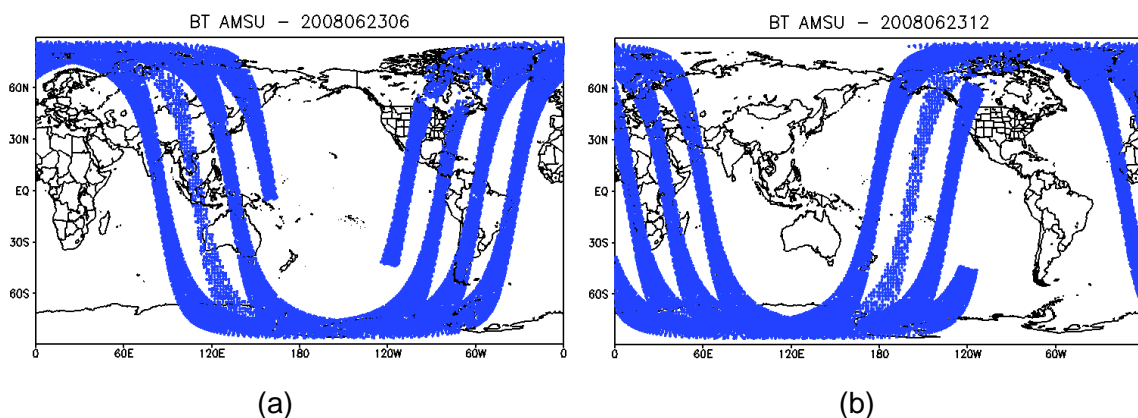 BT AMSU – 2008062306
60N
30N
EQ
30S
60S
0 60E 120E 180 120W 60W 0
(a)
BT AMSU – 2008062312
60N
30N
EQ
30S
60S
0 60E 120E 180 120W 60W
(b)